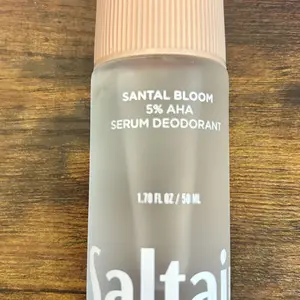 SANTAL BLOOM
5% AHA
SERUM DEODORANT
1.70 FL OZ / 50 ML
Saltai